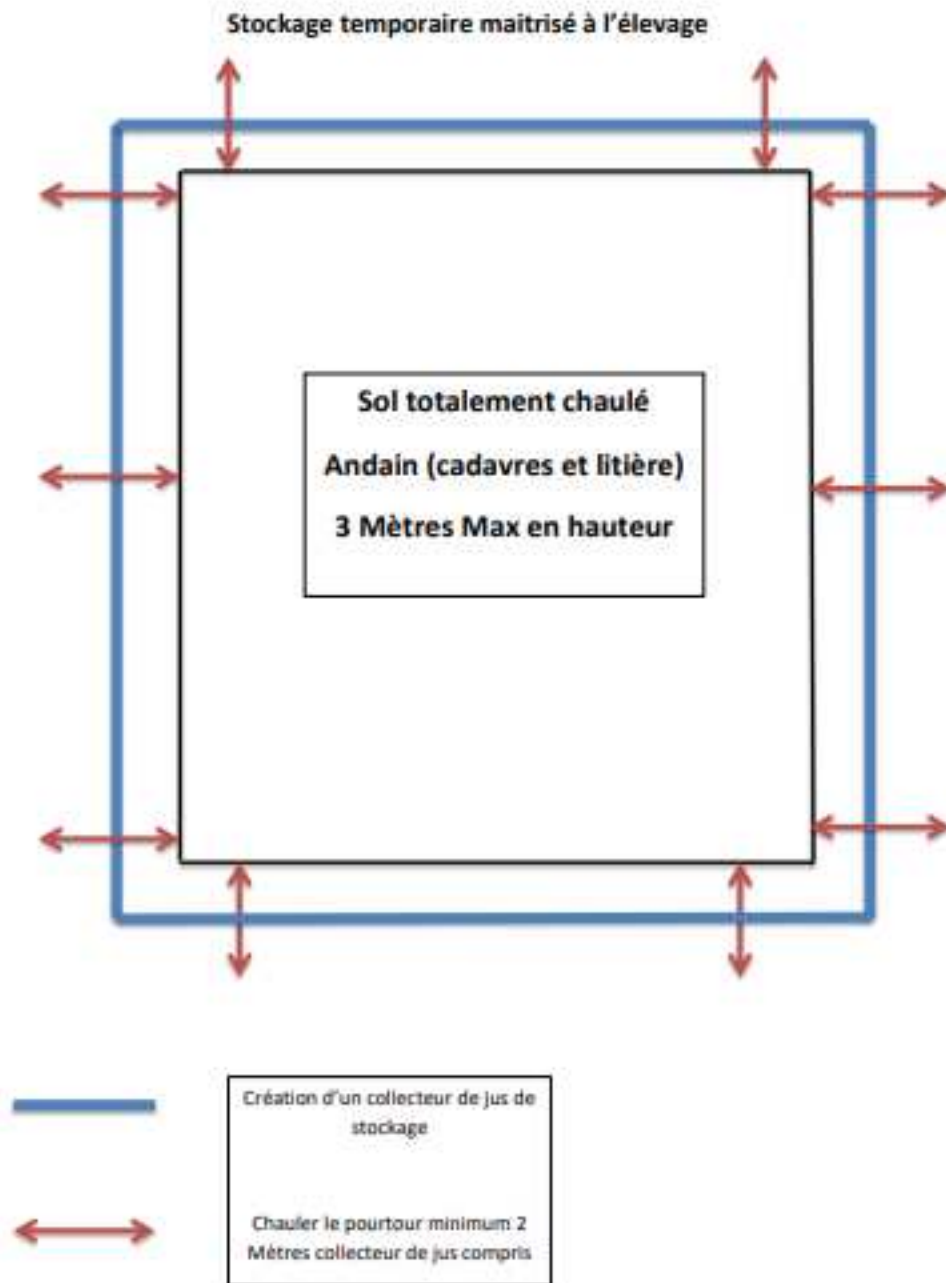 Stockage temporaire maitrisé à l'élevage
Sol totalement chaulé
Andain (cadavres et litière)
3 Mètres Max en hauteur
Création d'un collecteur de jus de
stockage
Chauler le pourtour minimum 2
Mètres collecteur de jus compris